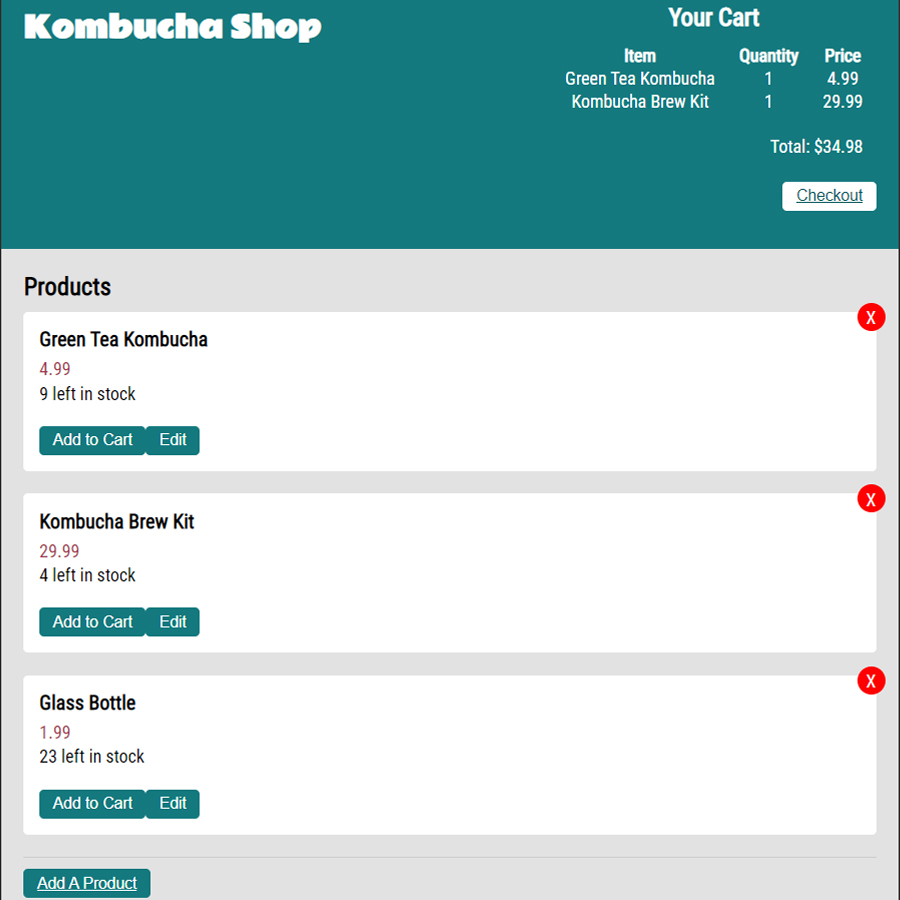 Kombucha Shop
Your Cart
Item Quantity Price
Green Tea Kombucha 1 4.99
Kombucha Brew Kit 1 29.99
Total: $34.98
Checkout
Products
X
Green Tea Kombucha
4.99
9 left in stock
Add to Cart Edit
X
Kombucha Brew Kit
29.99
4 left in stock
Add to Cart Edit
X
Glass Bottle
1.99
23 left in stock
Add to Cart Edit
Add A Product